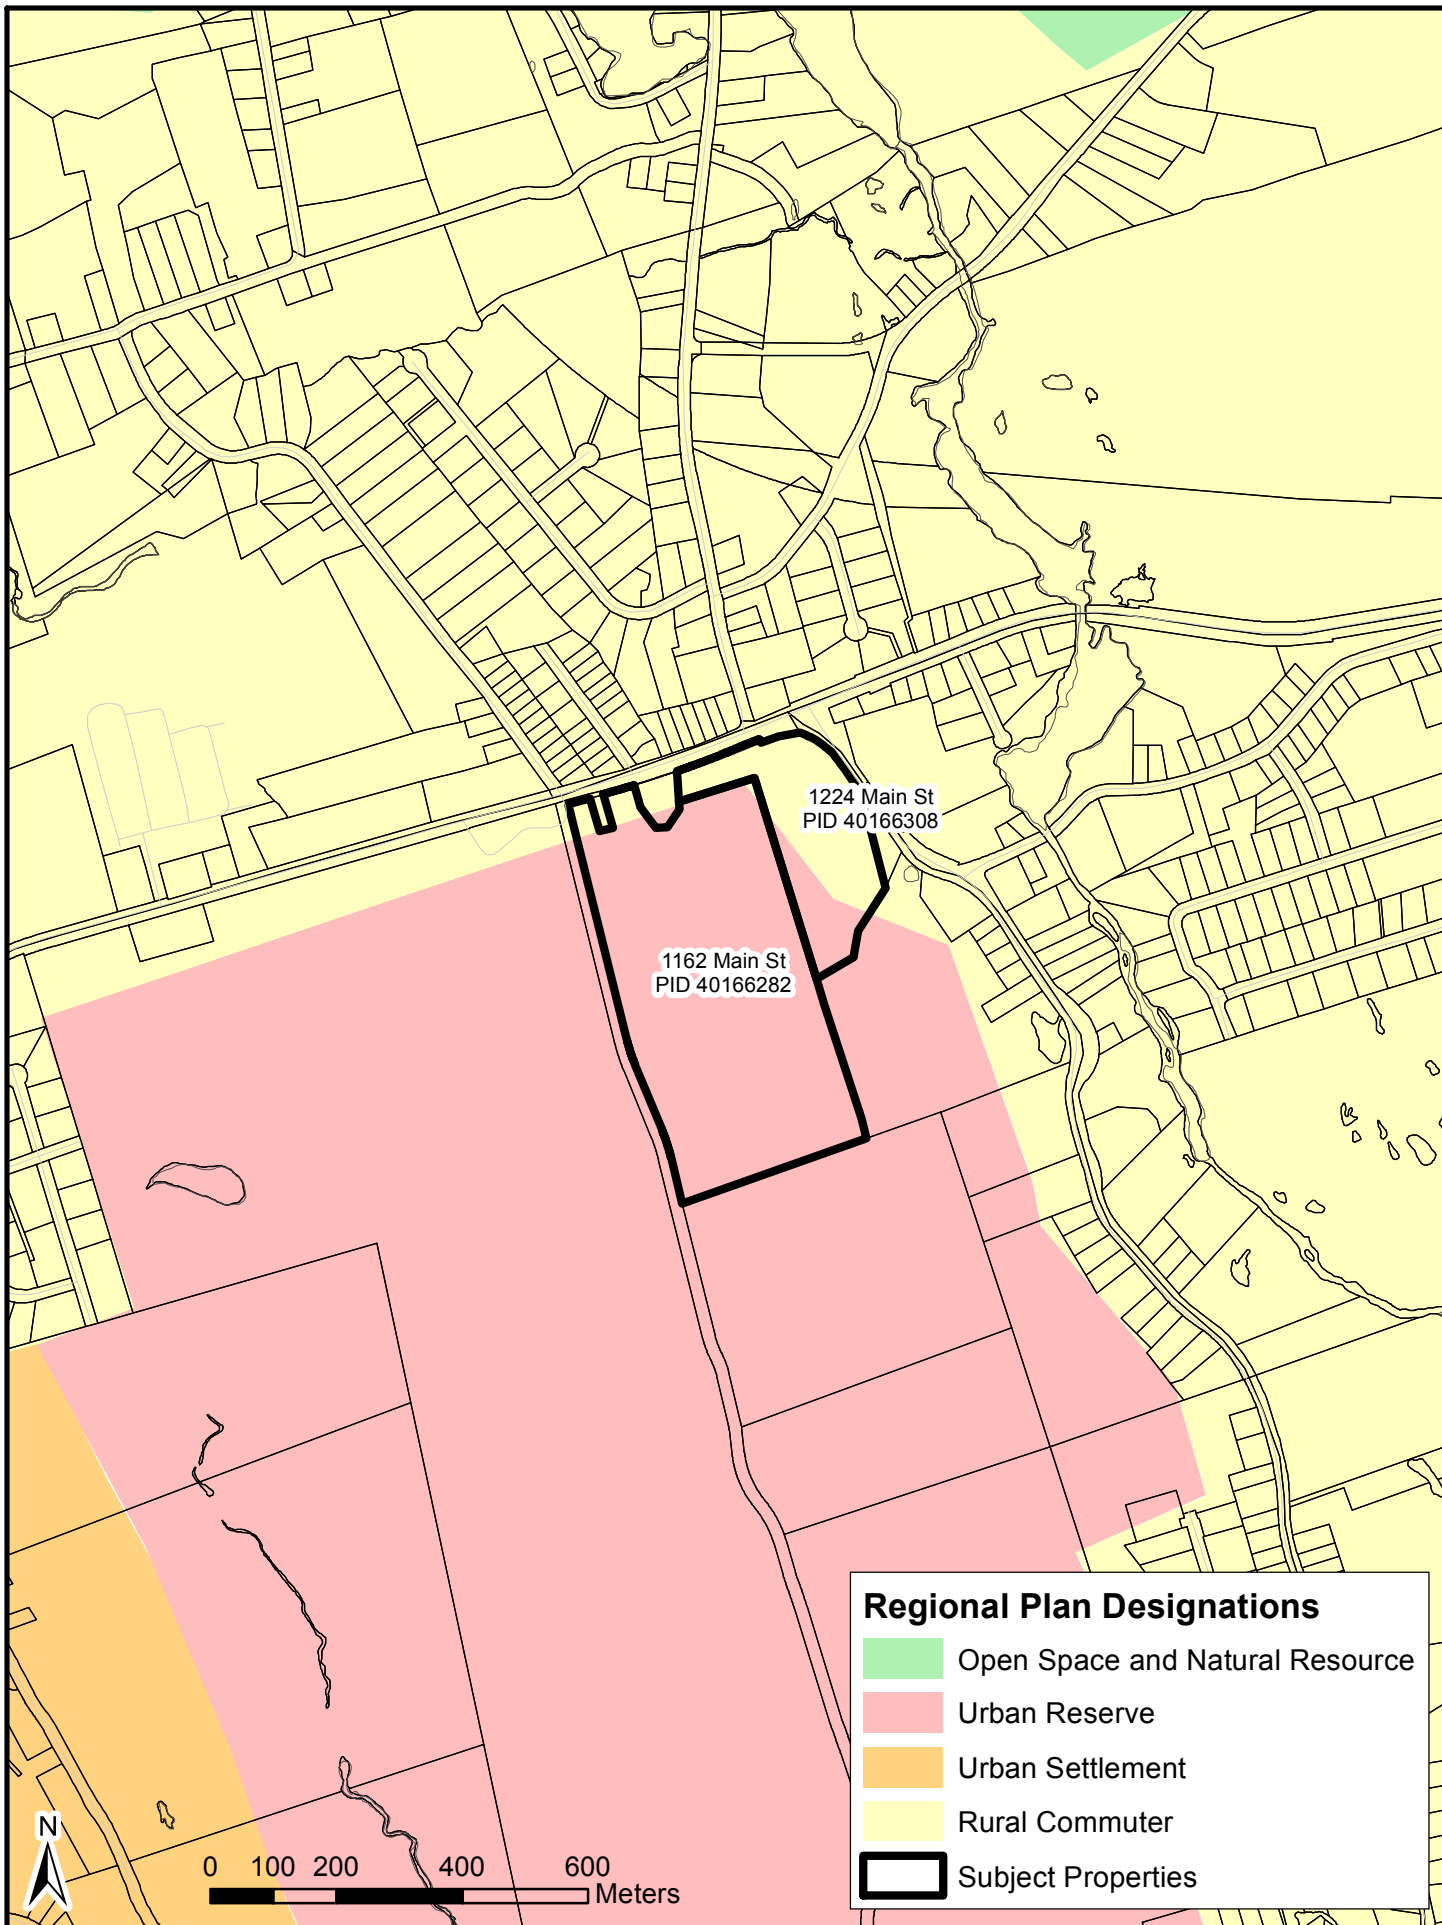 1224 Main St
PID 40166308
1162 Main St
PID 40166282
Regional Plan Designations
Open Space and Natural Resource
Urban Reserve
Urban Settlement
Rural Commuter
Subject Properties
N
0 100 200 400 600
Meters